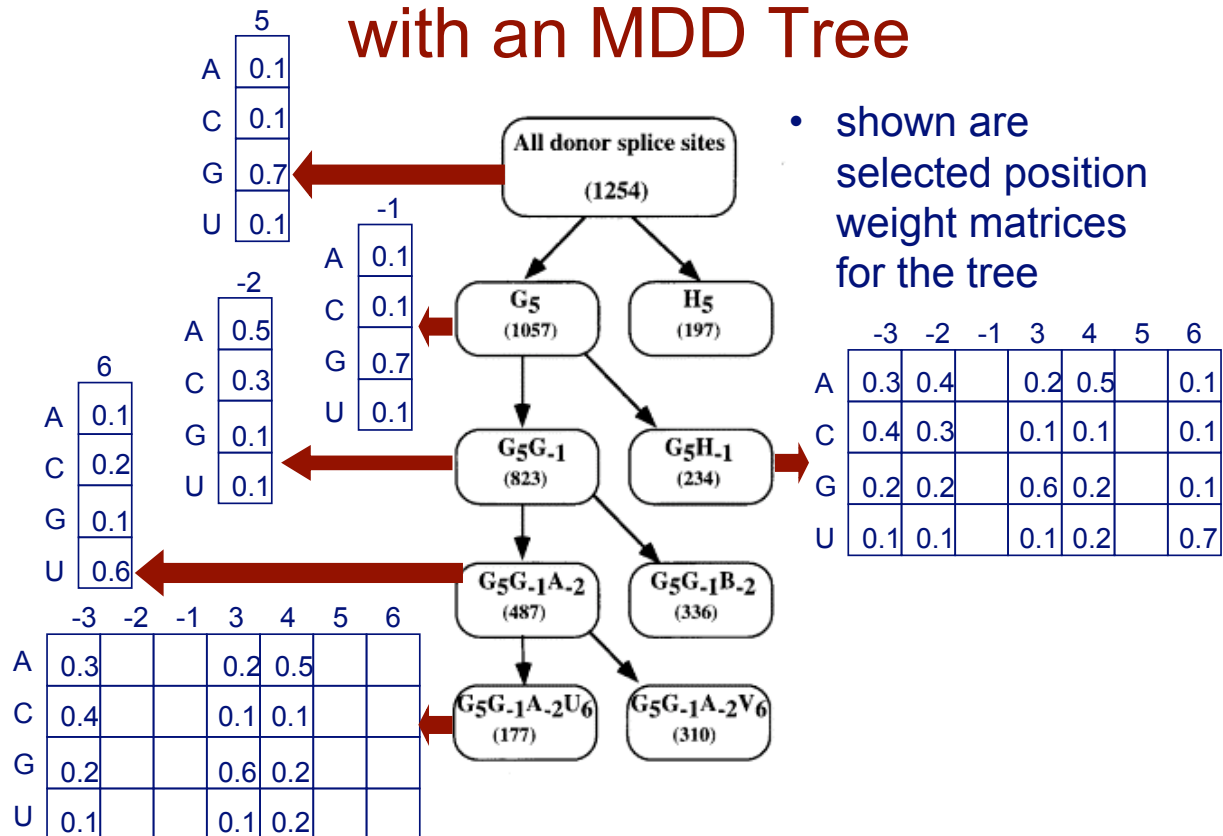 with an MDD Tree
5
A 0.1
C 0.1
G 0.7
U 0.1
All donor splice sites
(1254)
• shown are
selected position
weight matrices
for the tree
-1
A 0.1
C 0.1
G 0.7
U 0.1
G5
(1057)
H5
(197)
-2
A 0.5
C 0.3
G 0.1
U 0.1
G5G-1
(823)
G5H-1
(234)
-3 -2 -1 3 4 5 6
A 0.3 0.4 0.2 0.5 0.1
C 0.4 0.3 0.1 0.1 0.1
G 0.2 0.2 0.6 0.2 0.1
U 0.1 0.1 0.1 0.2 0.7
6
A 0.1
C 0.2
G 0.1
U 0.6
G5G-1A-2
(487)
G5G-1B-2
(336)
-3 -2 -1 3 4 5 6
A 0.3 0.2 0.5
C 0.4 0.1 0.1
G 0.2 0.6 0.2
U 0.1 0.1 0.2
G5G-1A-2U6
(177)
G5G-1A-2V6
(310)